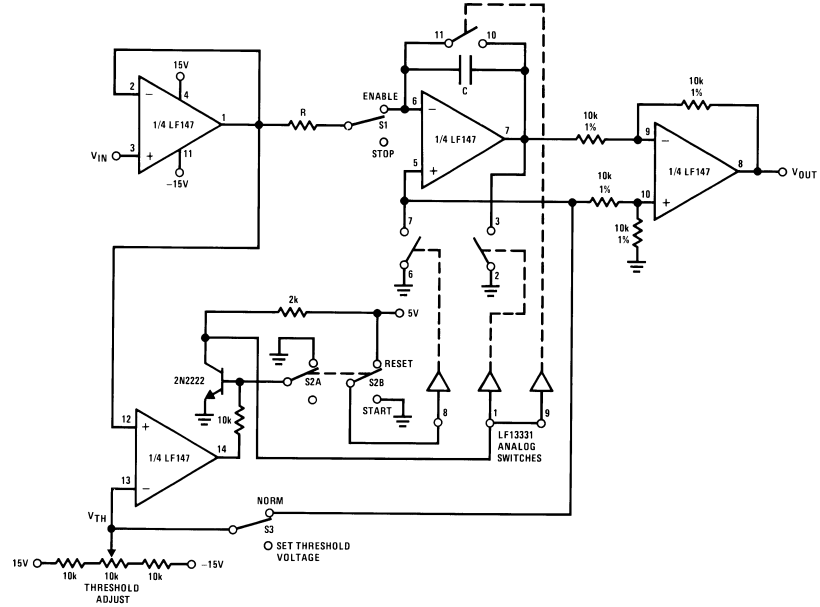 11
10
15V
2
4
1
1/4 LF147
VIN
3
11
-15V
R
ENABLE
S1
STOP
C
6
7
1/4 LF147
5
10k
1%
10k
1%
9
8
1/4 LF147
VOUT
10k
1%
10
10k
1%
7
6
3
2
2k
5V
2N2222
S2A
S2B
RESET
START
10k
8
1
9
LF13331
ANALOG
SWITCHES
12
14
1/4 LF147
13
VTH
NORM
S3
SET THRESHOLD
VOLTAGE
15V
10k
10k
10k
-15V
THRESHOLD
ADJUST